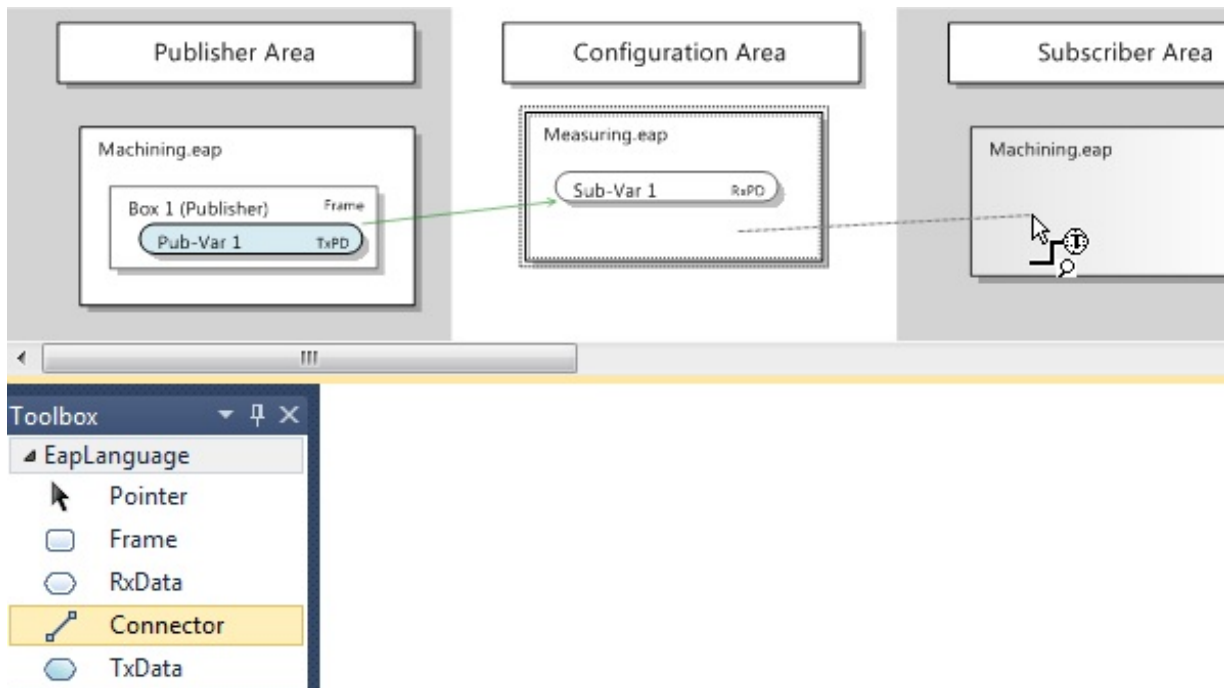 Publisher Area
Configuration Area
Subscriber Area
Machining.eap
Measuring.eap
Machining.eap
Box 1 (Publisher) Frame
Pub-Var 1 TxPD
Sub-Var 1 RxPD
Toolbox
EapLanguage
Pointer
Frame
RxData
Connector
TxData